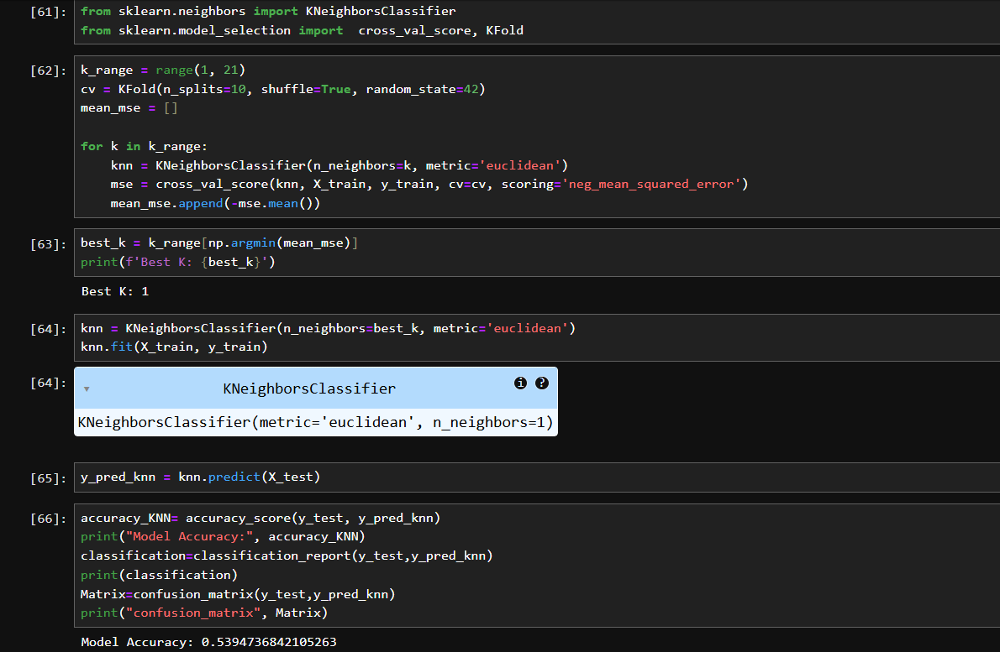 [61]: from sklearn.neighbors import KNeighborsClassifier
from sklearn.model_selection import  cross_val_score, KFold
[62]: k_range = range(1, 21)
cv = KFold(n_splits=10, shuffle=True, random_state=42)
mean_mse = []
for k in k_range:
    knn = KNeighborsClassifier(n_neighbors=k, metric='euclidean')
    mse = cross_val_score(knn, X_train, y_train, cv=cv, scoring='neg_mean_squared_error')
    mean_mse.append(-mse.mean())
[63]: best_k = k_range[np.argmin(mean_mse)]
print(f'Best K: {best_k}')
Best K: 1
[64]: knn = KNeighborsClassifier(n_neighbors=best_k, metric='euclidean')
knn.fit(X_train, y_train)
[64]: ▾ KNeighborsClassifier i ?
KNeighborsClassifier(metric='euclidean', n_neighbors=1)
[65]: y_pred_knn = knn.predict(X_test)
[66]: accuracy_KNN= accuracy_score(y_test, y_pred_knn)
print("Model Accuracy:", accuracy_KNN)
classification=classification_report(y_test,y_pred_knn)
print(classification)
Matrix=confusion_matrix(y_test,y_pred_knn)
print("confusion_matrix", Matrix)
Model Accuracy: 0.5394736842105263